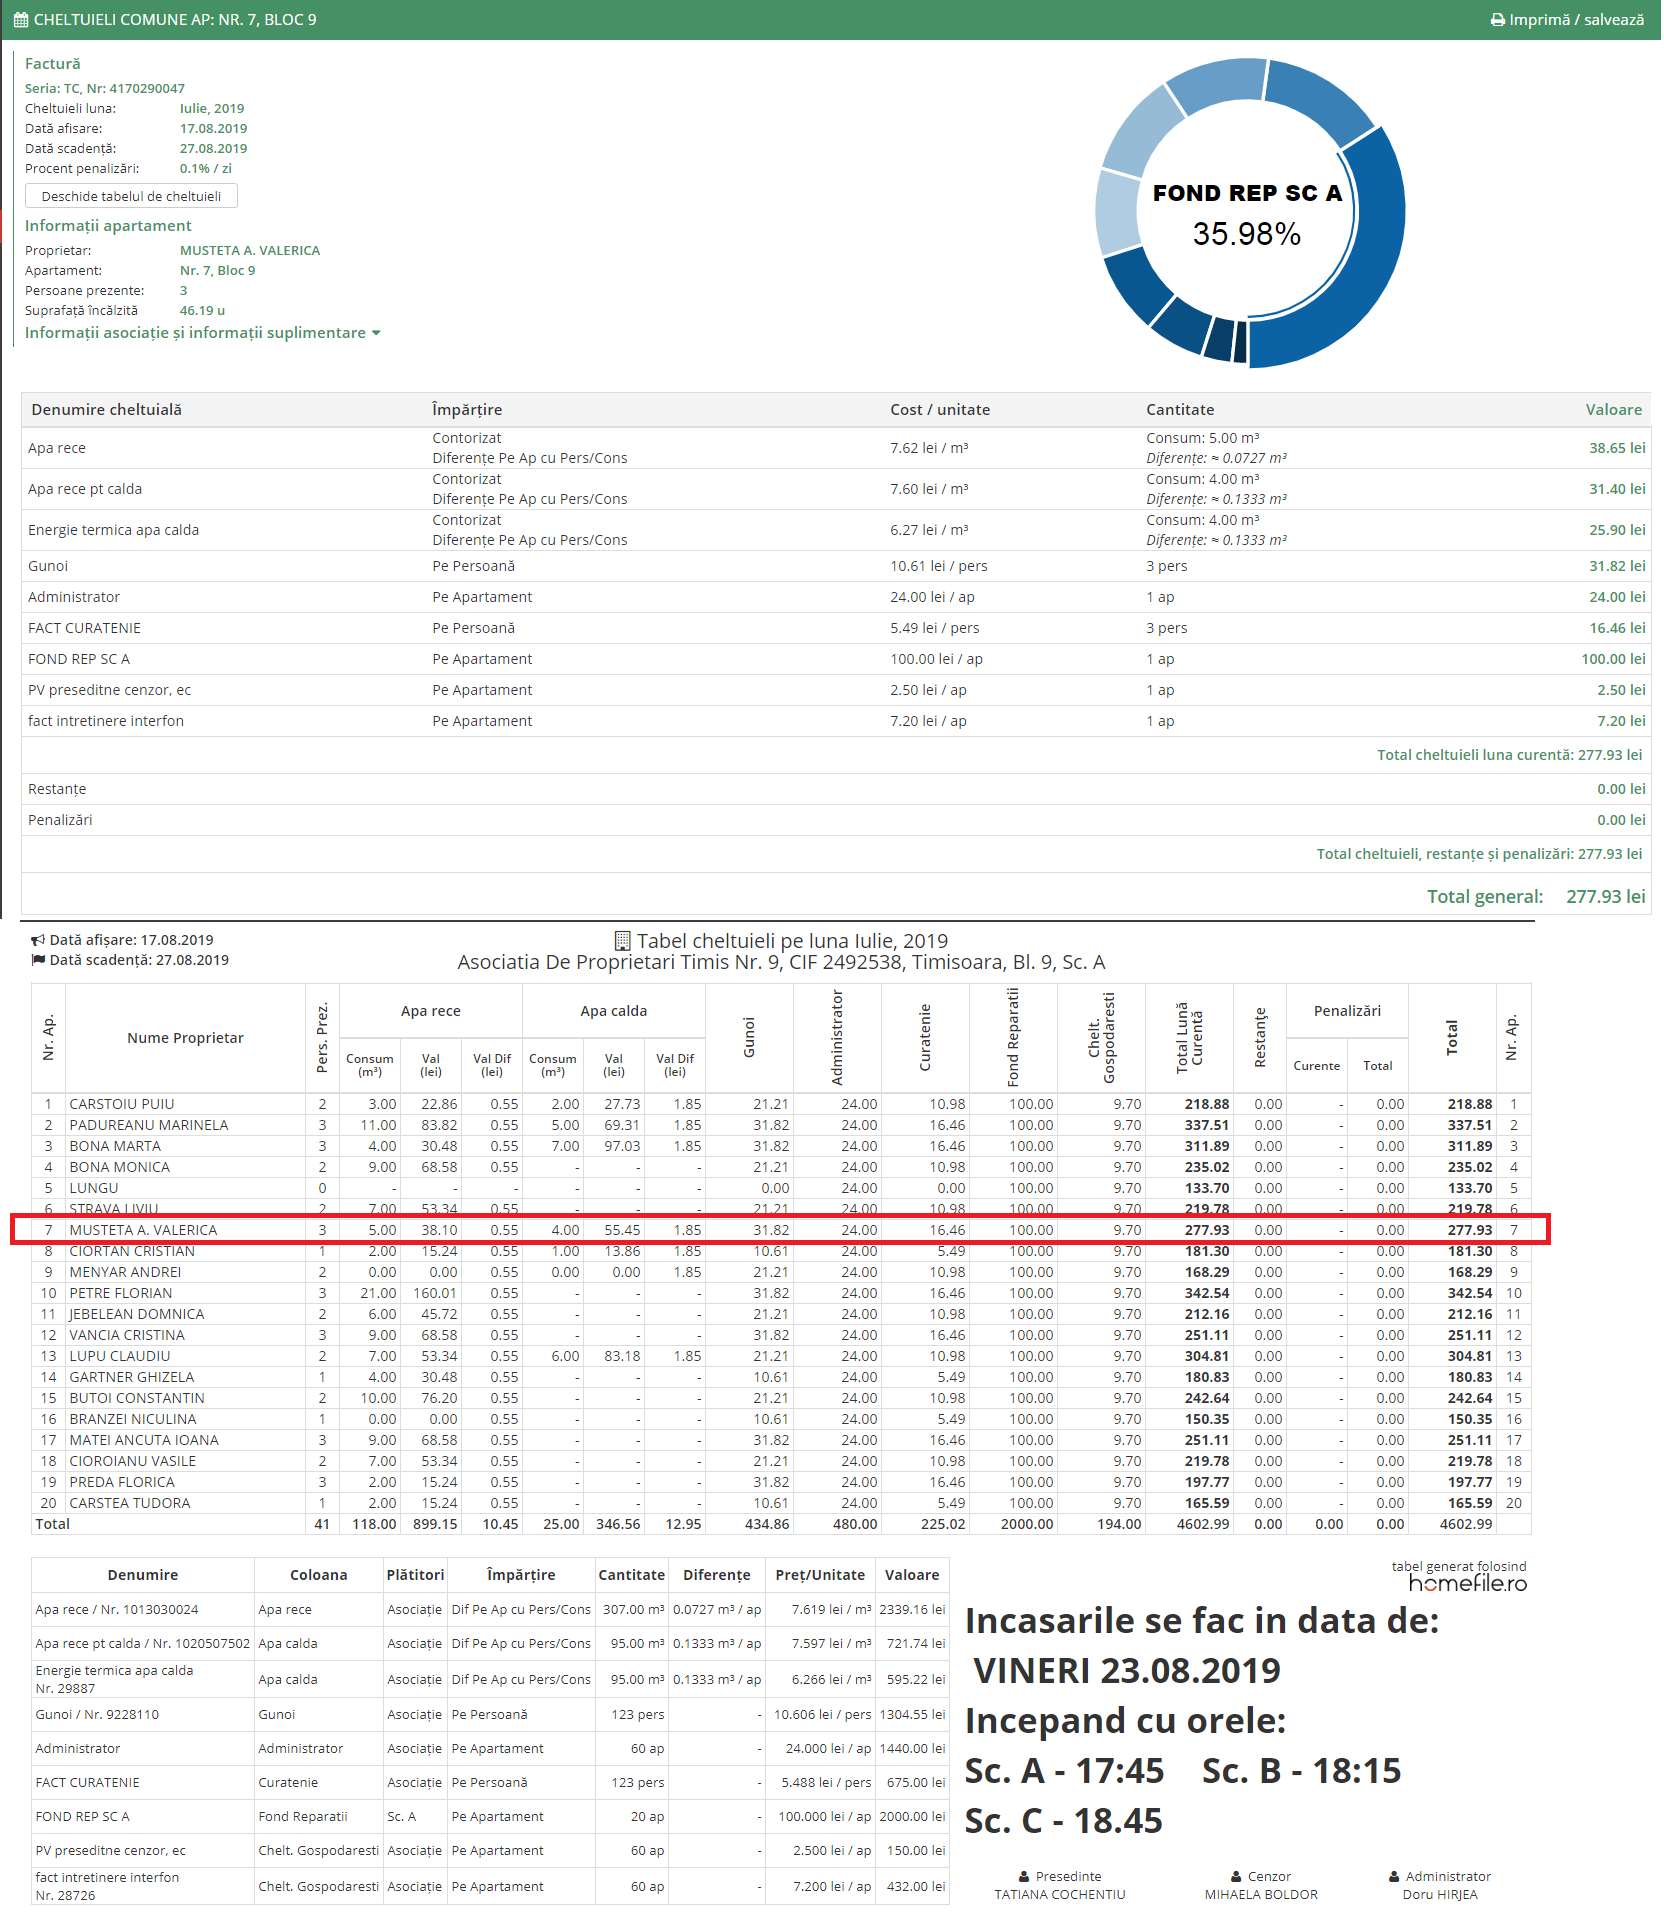 CHELTUIELI COMUNE AP: NR. 7, BLOC 9 Imprimă / salvează
Factură
Seria: TC, Nr: 4170290047
Cheltuieli luna: Iulie, 2019
Dată afisare: 17.08.2019
Dată scadență: 27.08.2019
Procent penalizări: 0.1% / zi
Deschide tabelul de cheltuieli
Informații apartament
Proprietar: MUSTETA A. VALERICA
Apartament: Nr. 7, Bloc 9
Persoane prezente: 3
Suprafață încălzită 46.19 u
Informații asociație și informații suplimentare
FOND REP SC A
35.98%
Denumire cheltuială Împărțire Cost / unitate Cantitate Valoare
Apa rece Contorizat Diferențe Pe Ap cu Pers/Cons 7.62 lei / m³ Consum: 5.00 m³ Diferențe: ≈ 0.0727 m³ 38.65 lei
Apa rece pt calda Contorizat Diferențe Pe Ap cu Pers/Cons 7.60 lei / m³ Consum: 4.00 m³ Diferențe: ≈ 0.1333 m³ 31.40 lei
Energie termica apa calda Contorizat Diferențe Pe Ap cu Pers/Cons 6.27 lei / m³ Consum: 4.00 m³ Diferențe: ≈ 0.1333 m³ 25.90 lei
Gunoi Pe Persoană 10.61 lei / pers 3 pers 31.82 lei
Administrator Pe Apartament 24.00 lei / ap 1 ap 24.00 lei
FACT CURATENIE Pe Persoană 5.49 lei / pers 3 pers 16.46 lei
FOND REP SC A Pe Apartament 100.00 lei / ap 1 ap 100.00 lei
PV preseditne cenzor, ec Pe Apartament 2.50 lei / ap 1 ap 2.50 lei
fact intretinere interfon Pe Apartament 7.20 lei / ap 1 ap 7.20 lei
Total cheltuieli luna curentă: 277.93 lei
Restanțe 0.00 lei
Penalizări 0.00 lei
Total cheltuieli, restanțe și penalizări: 277.93 lei
Total general: 277.93 lei
Dată afișare: 17.08.2019
Dată scadență: 27.08.2019
Tabel cheltuieli pe luna Iulie, 2019
Asociatia De Proprietari Timis Nr. 9, CIF 2492538, Timisoara, Bl. 9, Sc. A
Nr. Ap. Nume Proprietar Pers. Prez. Apa rece Apa calda Gunoi Administrator Curatenie Fond Reparatii Chelt. Gospodaresti Total Lună Curentă Restanțe Penalizări Total Nr. Ap.
Consum (m³) Val (lei) Val Dif (lei) Consum (m³) Val (lei) Val Dif (lei) Curente Total
1 CARSTOIU PUIU 2 3.00 22.86 0.55 2.00 27.73 1.85 21.21 24.00 10.98 100.00 9.70 218.88 0.00 - 0.00 218.88 1
2 PADUREANU MARINELA 3 11.00 83.82 0.55 5.00 69.31 1.85 31.82 24.00 16.46 100.00 9.70 337.51 0.00 - 0.00 337.51 2
3 BONA MARTA 3 4.00 30.48 0.55 7.00 97.03 1.85 31.82 24.00 16.46 100.00 9.70 311.89 0.00 - 0.00 311.89 3
4 BONA MONICA 2 9.00 68.58 0.55 - - - 21.21 24.00 10.98 100.00 9.70 235.02 0.00 - 0.00 235.02 4
5 LUNGU 0 - - - - - - 0.00 24.00 0.00 100.00 9.70 133.70 0.00 - 0.00 133.70 5
6 STRAVA LIVIU 2 7.00 53.34 0.55 - - - 21.21 24.00 10.98 100.00 9.70 219.78 0.00 - 0.00 219.78 6
7 MUSTETA A. VALERICA 3 5.00 38.10 0.55 4.00 55.45 1.85 31.82 24.00 16.46 100.00 9.70 277.93 0.00 - 0.00 277.93 7
8 CIORTAN CRISTIAN 1 2.00 15.24 0.55 1.00 13.86 1.85 10.61 24.00 5.49 100.00 9.70 181.30 0.00 - 0.00 181.30 8
9 MENYAR ANDREI 2 0.00 0.00 0.55 0.00 0.00 1.85 21.21 24.00 10.98 100.00 9.70 168.29 0.00 - 0.00 168.29 9
10 PETRE FLORIAN 3 21.00 160.01 0.55 - - - 31.82 24.00 16.46 100.00 9.70 342.54 0.00 - 0.00 342.54 10
11 JEBELEAN DOMNICA 2 6.00 45.72 0.55 - - - 21.21 24.00 10.98 100.00 9.70 212.16 0.00 - 0.00 212.16 11
12 VANCIA CRISTINA 3 9.00 68.58 0.55 - - - 31.82 24.00 16.46 100.00 9.70 251.11 0.00 - 0.00 251.11 12
13 LUPU CLAUDIU 2 7.00 53.34 0.55 6.00 83.18 1.85 21.21 24.00 10.98 100.00 9.70 304.81 0.00 - 0.00 304.81 13
14 GARTNER GHIZELA 1 4.00 30.48 0.55 - - - 10.61 24.00 5.49 100.00 9.70 180.83 0.00 - 0.00 180.83 14
15 BUTOI CONSTANTIN 2 10.00 76.20 0.55 - - - 21.21 24.00 10.98 100.00 9.70 242.64 0.00 - 0.00 242.64 15
16 BRANZEI NICULINA 1 0.00 0.00 0.55 - - - 10.61 24.00 5.49 100.00 9.70 150.35 0.00 - 0.00 150.35 16
17 MATEI ANCUTA IOANA 3 9.00 68.58 0.55 - - - 31.82 24.00 16.46 100.00 9.70 251.11 0.00 - 0.00 251.11 17
18 CIOROIANU VASILE 2 7.00 53.34 0.55 - - - 21.21 24.00 10.98 100.00 9.70 219.78 0.00 - 0.00 219.78 18
19 PREDA FLORICA 3 2.00 15.24 0.55 - - - 31.82 24.00 16.46 100.00 9.70 197.77 0.00 - 0.00 197.77 19
20 CARSTEA TUDORA 1 2.00 15.24 0.55 - - - 10.61 24.00 5.49 100.00 9.70 165.59 0.00 - 0.00 165.59 20
Total 41 118.00 899.15 10.45 25.00 346.56 12.95 434.86 480.00 225.02 2000.00 194.00 4602.99 0.00 0.00 0.00 4602.99
Denumire Coloana Plătitori Împărțire Cantitate Diferențe Preț/Unitate Valoare
Apa rece / Nr. 1013030024 Apa rece Asociație Dif Pe Ap cu Pers/Cons 307.00 m³ 0.0727 m³ / ap 7.619 lei / m³ 2339.16 lei
Apa rece pt calda / Nr. 1020507502 Apa calda Asociație Dif Pe Ap cu Pers/Cons 95.00 m³ 0.1333 m³ / ap 7.597 lei / m³ 721.74 lei
Energie termica apa calda Nr. 29887 Apa calda Asociație Dif Pe Ap cu Pers/Cons 95.00 m³ 0.1333 m³ / ap 6.266 lei / m³ 595.22 lei
Gunoi / Nr. 9228110 Gunoi Asociație Pe Persoană 123 pers - 10.606 lei / pers 1304.55 lei
Administrator Administrator Asociație Pe Apartament 60 ap - 24.000 lei / ap 1440.00 lei
FACT CURATENIE Curatenie Asociație Pe Persoană 123 pers - 5.488 lei / pers 675.00 lei
FOND REP SC A Fond Reparatii Sc. A Pe Apartament 20 ap - 100.000 lei / ap 2000.00 lei
PV preseditne cenzor, ec Chelt. Gospodaresti Asociație Pe Apartament 60 ap - 2.500 lei / ap 150.00 lei
fact intretinere interfon Nr. 28726 Chelt. Gospodaresti Asociație Pe Apartament 60 ap - 7.200 lei / ap 432.00 lei
tabel generat folosind
homefile.ro
Incasarile se fac in data de:
VINERI 23.08.2019
Incepand cu orele:
Sc. A - 17:45 Sc. B - 18:15
Sc. C - 18.45
Presedinte Cenzor Administrator
TATIANA COCHENTIU MIHAELA BOLDOR Doru HIRJEA